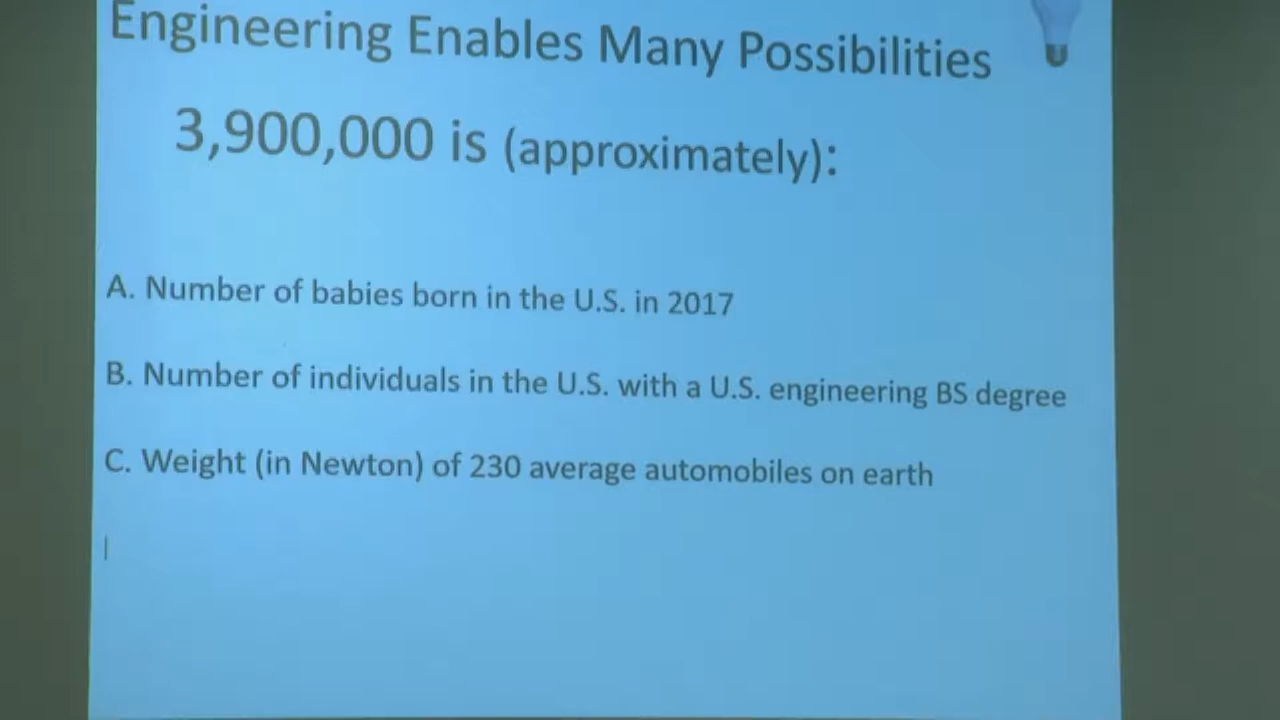 Engineering Enables Many Possibilities
3,900,000 is (approximately):
A. Number of babies born in the U.S. in 2017
B. Number of individuals in the U.S. with a U.S. engineering BS degree
C. Weight (in Newton) of 230 average automobiles on earth